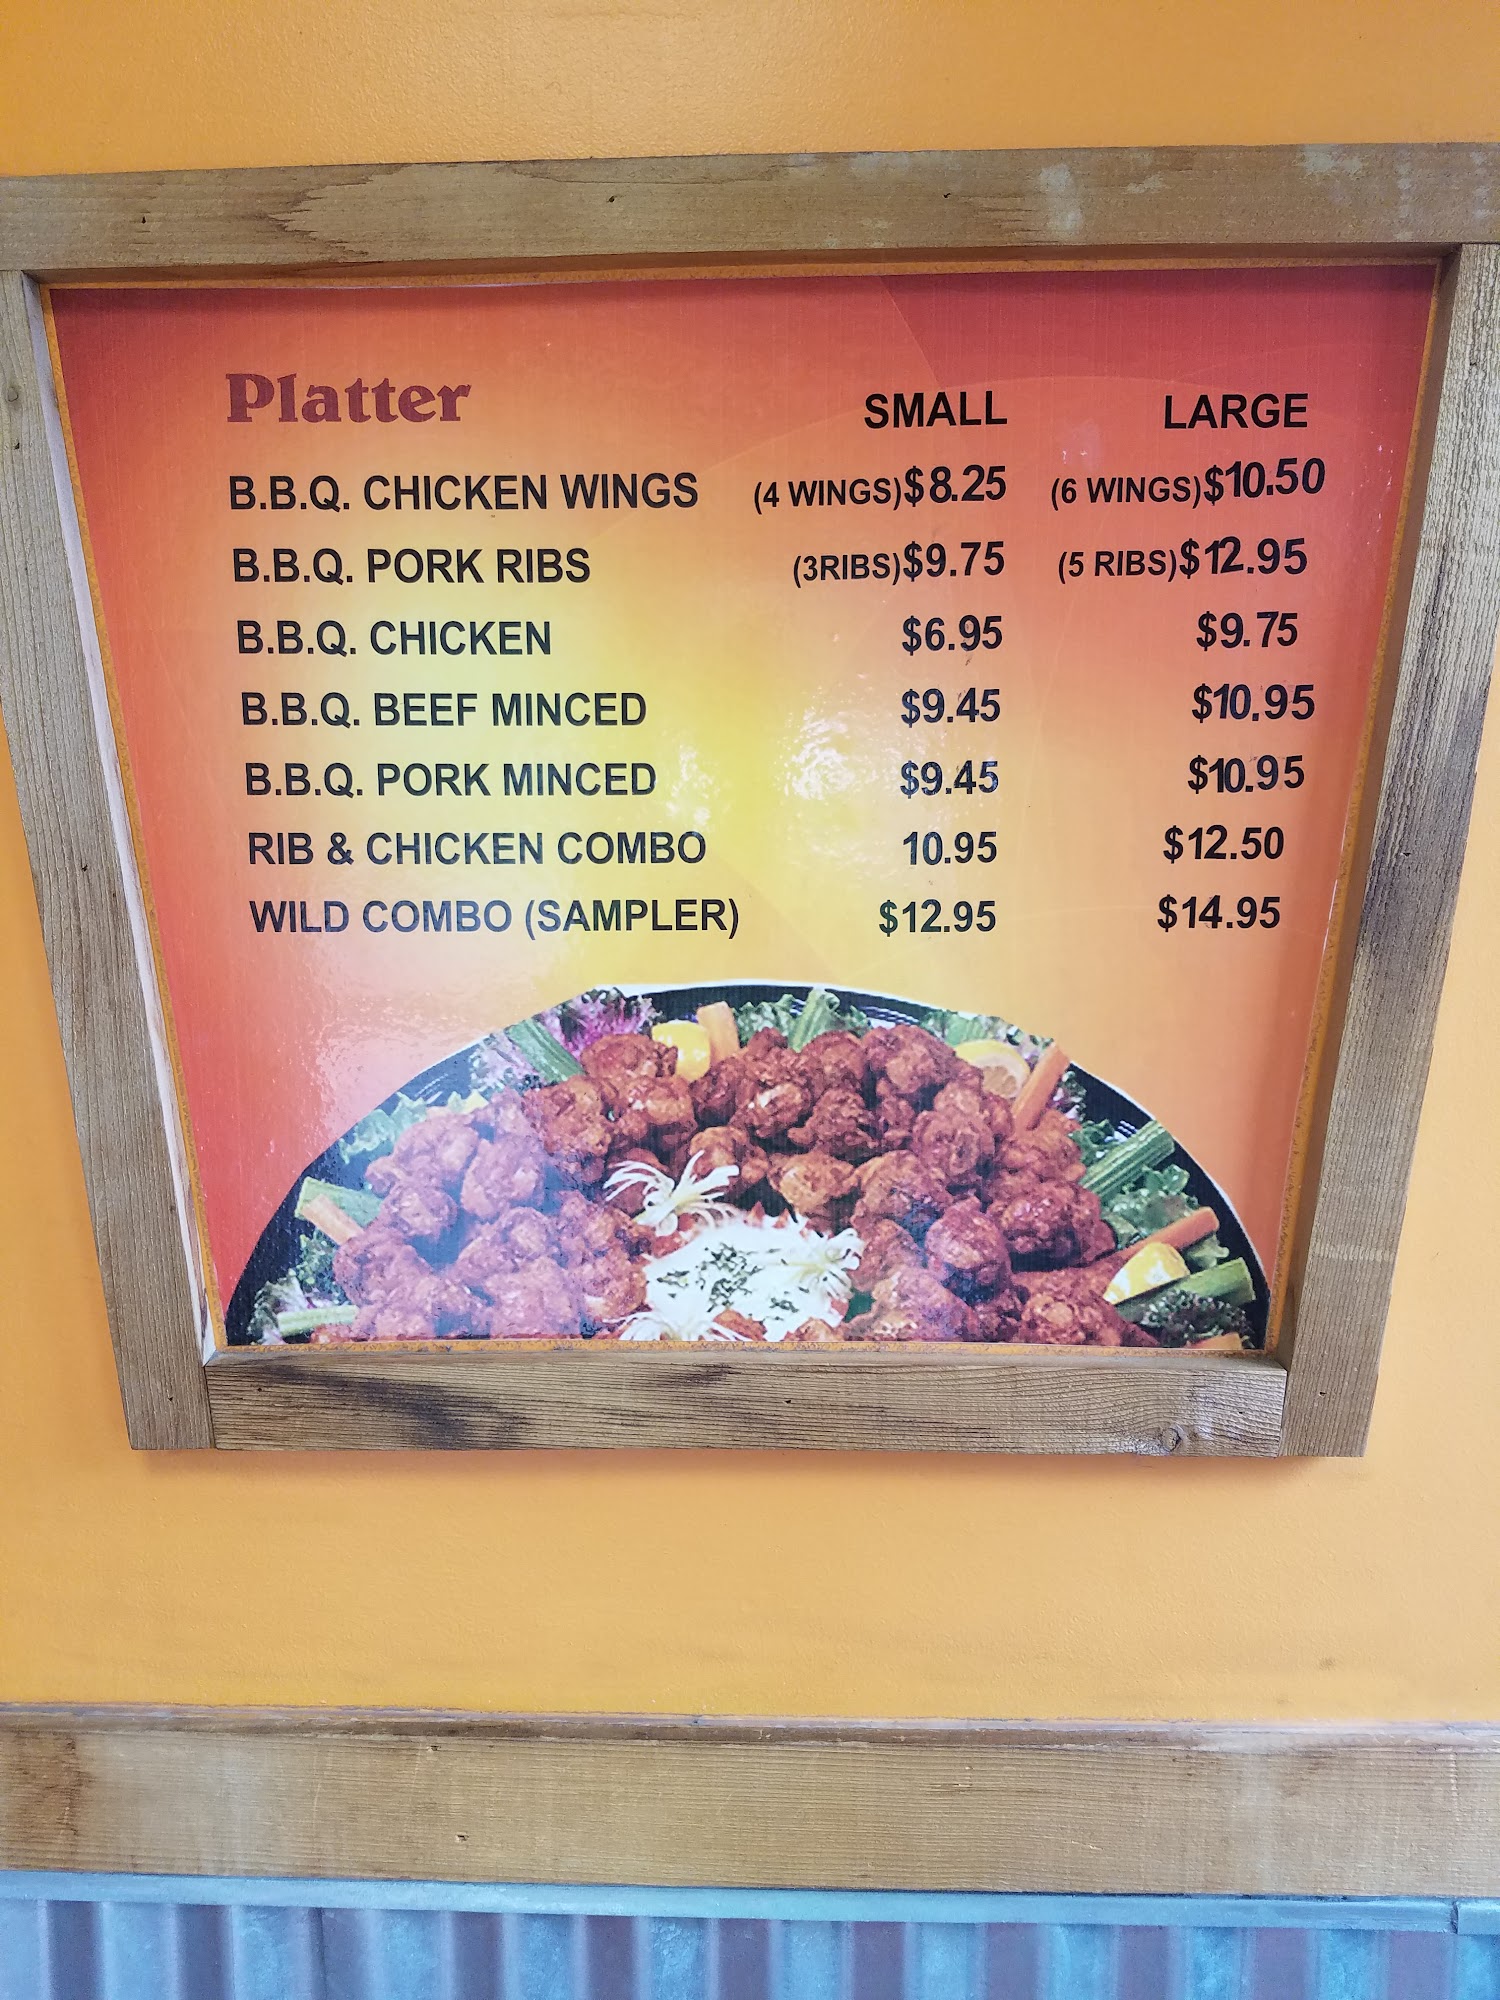 Platter SMALL LARGE
B.B.Q. CHICKEN WINGS (4 WINGS)$8.25 (6 WINGS)$10.50
B.B.Q. PORK RIBS (3RIBS)$9.75 (5 RIBS)$12.95
B.B.Q. CHICKEN $6.95 $9.75
B.B.Q. BEEF MINCED $9.45 $10.95
B.B.Q. PORK MINCED $9.45 $10.95
RIB & CHICKEN COMBO 10.95 $12.50
WILD COMBO (SAMPLER) $12.95 $14.95